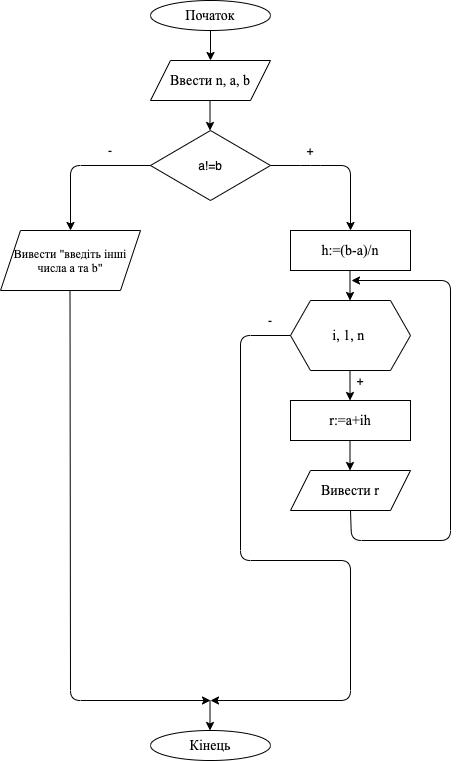 Початок
Ввести n, a, b
a!=b
-
+
Вивести "введіть інші
числа a та b"
h:=(b-a)/n
i, 1, n
-
+
r:=a+ih
Вивести r
Кінець